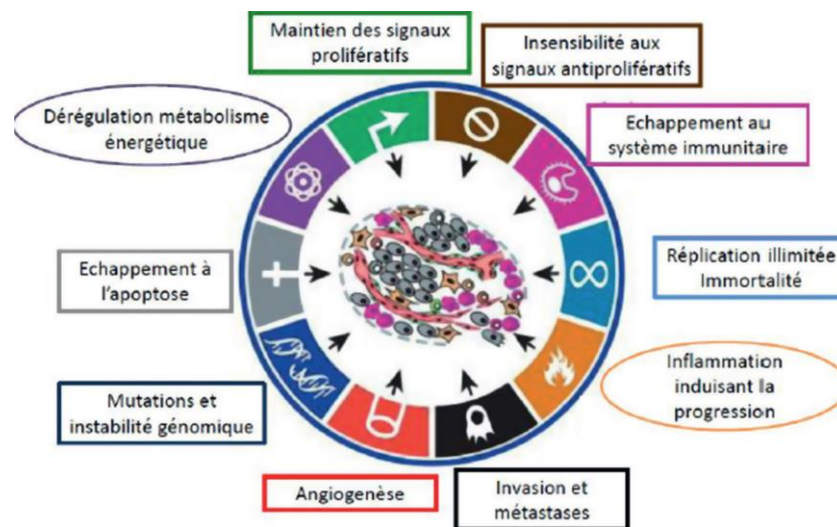 Maintien des signaux
prolifératifs
Insensibilité aux
signaux antiprolifératifs
Dérégulation métabolisme
énergétique
Echappement au
système immunitaire
Echappement à
l'apoptose
Réplication illimitée
Immortalité
Inflammation
induisant la
progression
Mutations et
instabilité génomique
Angiogenèse
Invasion et
métastases